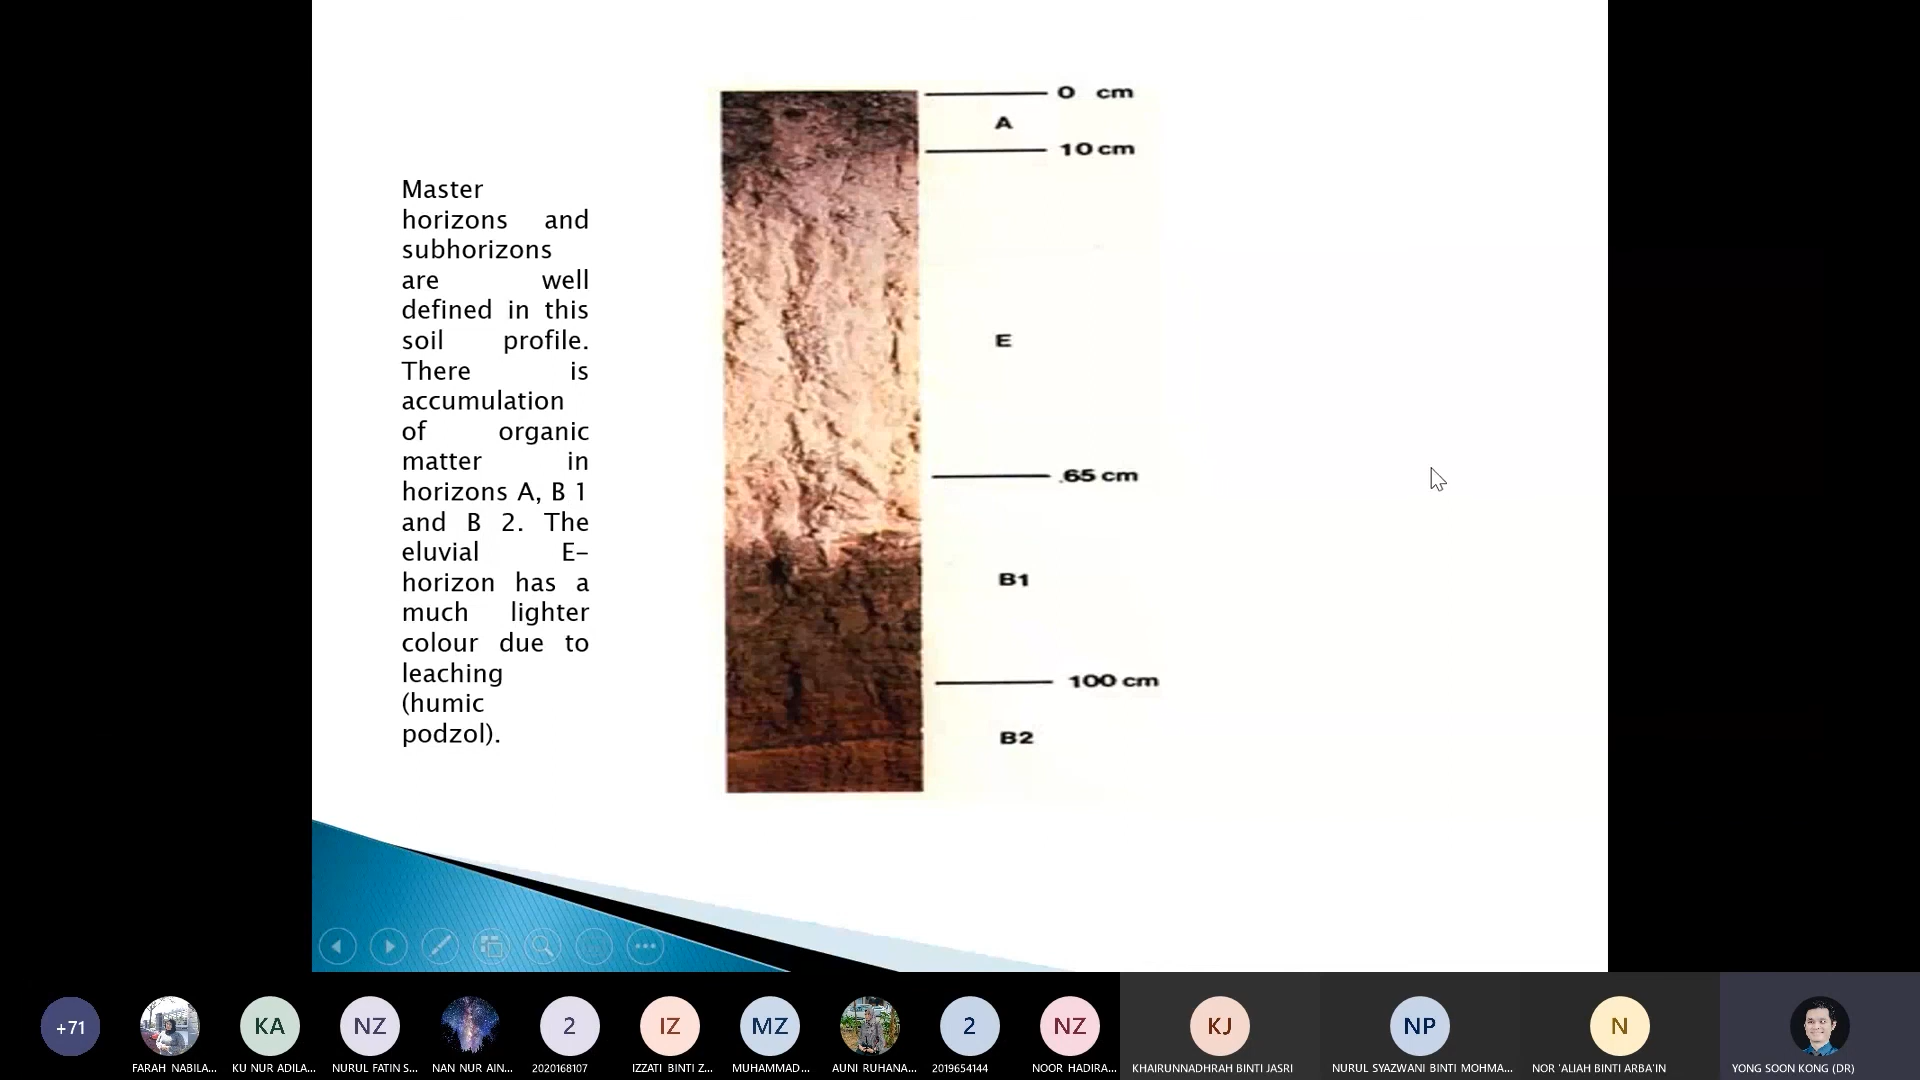 Master
horizons and
subhorizons
are well
defined in this
soil profile.
There is
accumulation
of organic
matter in
horizons A, B 1
and B 2. The
eluvial E–
horizon has a
much lighter
colour due to
leaching
(humic
podzol).
0 cm
A
10 cm
E
65 cm
B1
100 cm
B2
+71
KA
NZ
2
IZ
MZ
2
NZ
KJ
NP
N
FARAH NABILA...
KU NUR ADILA...
NURUL FATIN S...
NAN NUR AIN...
2020168107
IZZATI BINTI Z...
MUHAMMAD...
AUNI RUHANA...
2019654144
NOOR HADIRA...
KHAIRUNNADHRAH BINTI JASRI
NURUL SYAZWANI BINTI MOHMA...
NOR 'ALIAH BINTI ARBA'IN
YONG SOON KONG (DR)